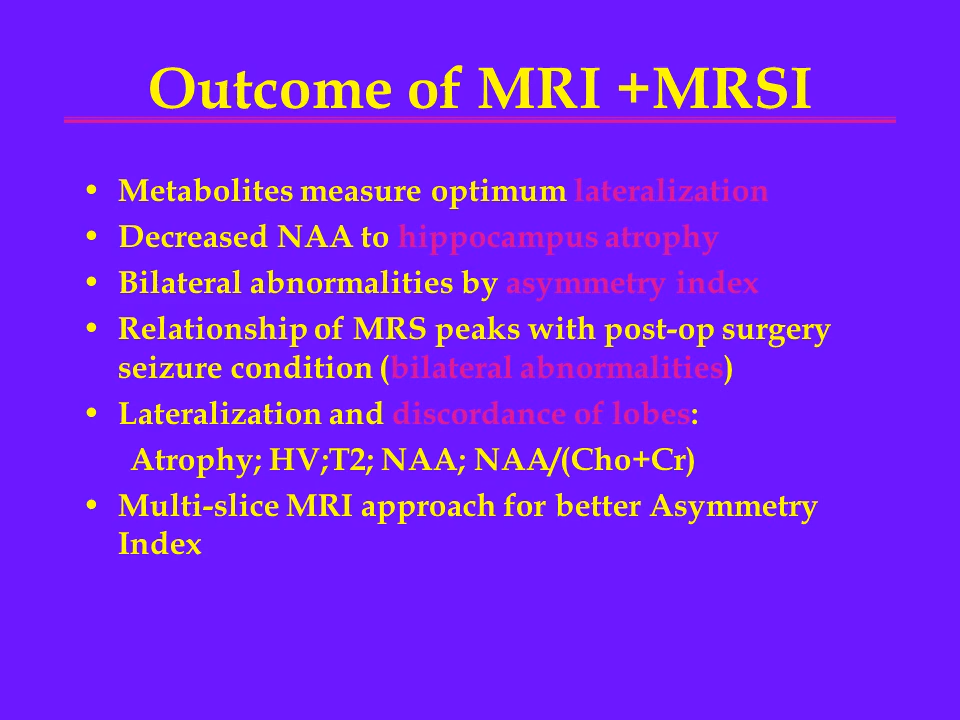 Outcome of MRI +MRSI
• Metabolites measure optimum lateralization
• Decreased NAA to hippocampus atrophy
• Bilateral abnormalities by asymmetry index
• Relationship of MRS peaks with post-op surgery
seizure condition (bilateral abnormalities)
• Lateralization and discordance of lobes:
Atrophy; HV;T2; NAA; NAA/(Cho+Cr)
• Multi-slice MRI approach for better Asymmetry
Index